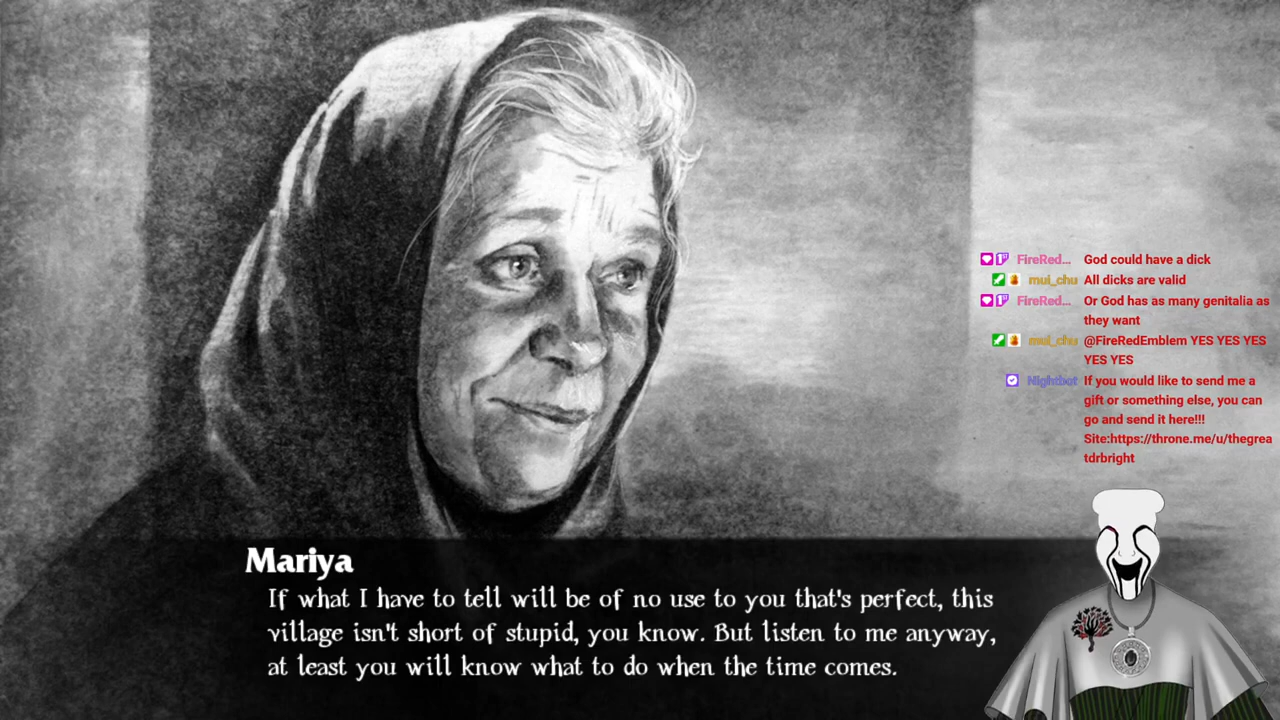 FireRed... God could have a dick
mui_chu All dicks are valid
FireRed... Or God has as many genitalia as
they want
mui_chu @FireRedEmblem YES YES YES
YES YES
Nightbot If you would like to send me a
gift or something else, you can
go and send it here!!!
Site:https://throne.me/u/thegrea
tdrbright
Mariya
If what I have to tell will be of no use to you that's perfect, this
village isn't short of stupid, you know. But listen to me anyway,
at least you will know what to do when the time comes.